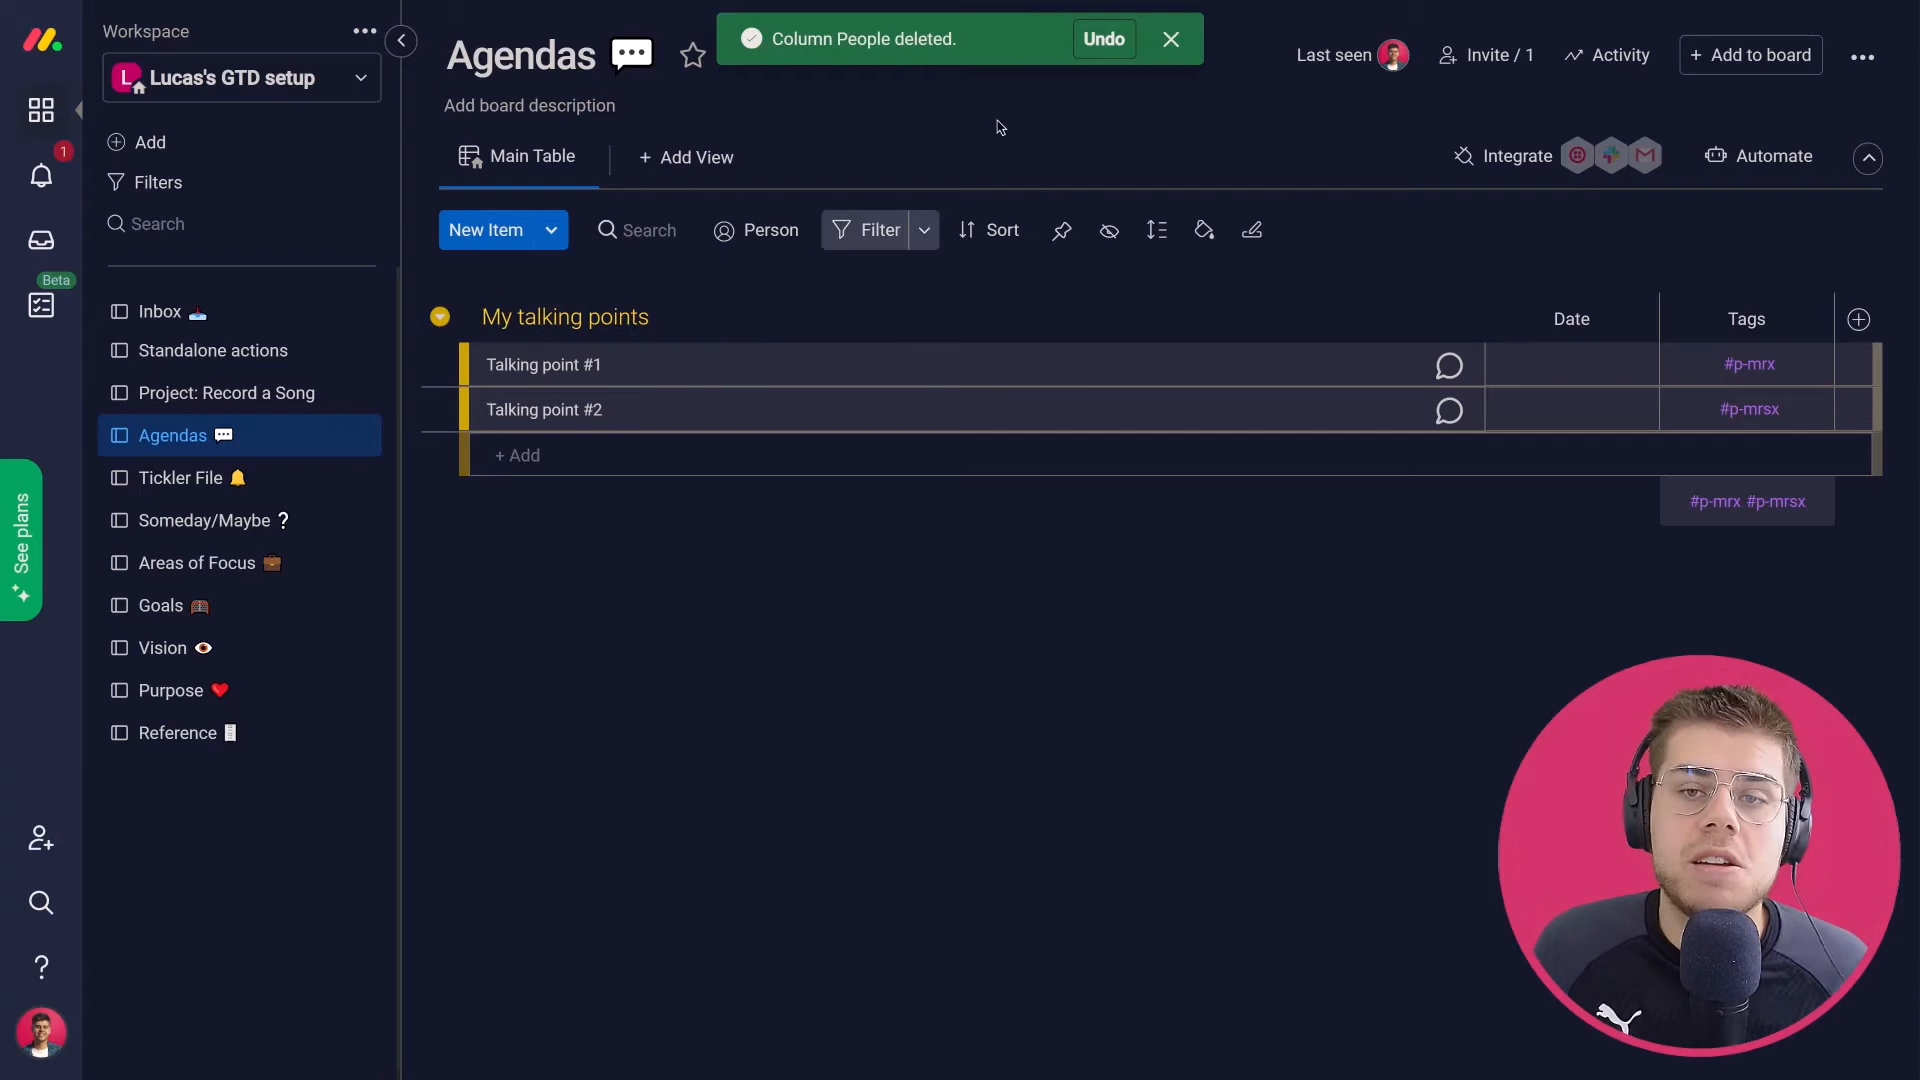 Workspace
L Lucas's GTD setup
Add
Filters
Search
1
Beta
See plans
Inbox
Standalone actions
Project: Record a Song
Agendas
Tickler File
Someday/Maybe ?
Areas of Focus
Goals
Vision
Purpose
Reference
Agendas
Column People deleted. Undo
Last seen
Invite / 1
Activity
+ Add to board
Add board description
Main Table
+ Add View
Integrate
Automate
New Item
Search
Person
Filter
Sort
My talking points
Date
Tags
Talking point #1
#p-mrx
Talking point #2
#p-mrsx
+ Add
#p-mrx #p-mrsx